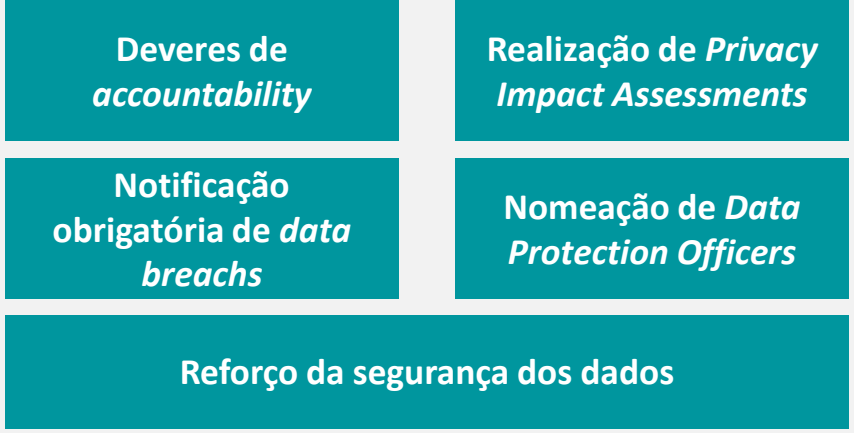 Deveres de
accountability
Realização de Privacy
Impact Assessments
Notificação
obrigatória de data
breachs
Nomeação de Data
Protection Officers
Reforço da segurança dos dados